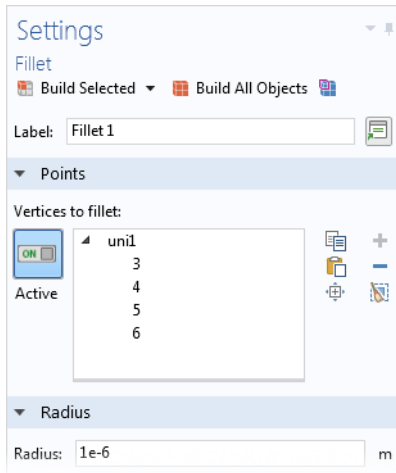 Settings
Fillet
Build Selected Build All Objects
Label: Fillet 1
Points
Vertices to fillet:
uni1
ON
3
4
Active
5
6
Radius
Radius: 1e-6 m